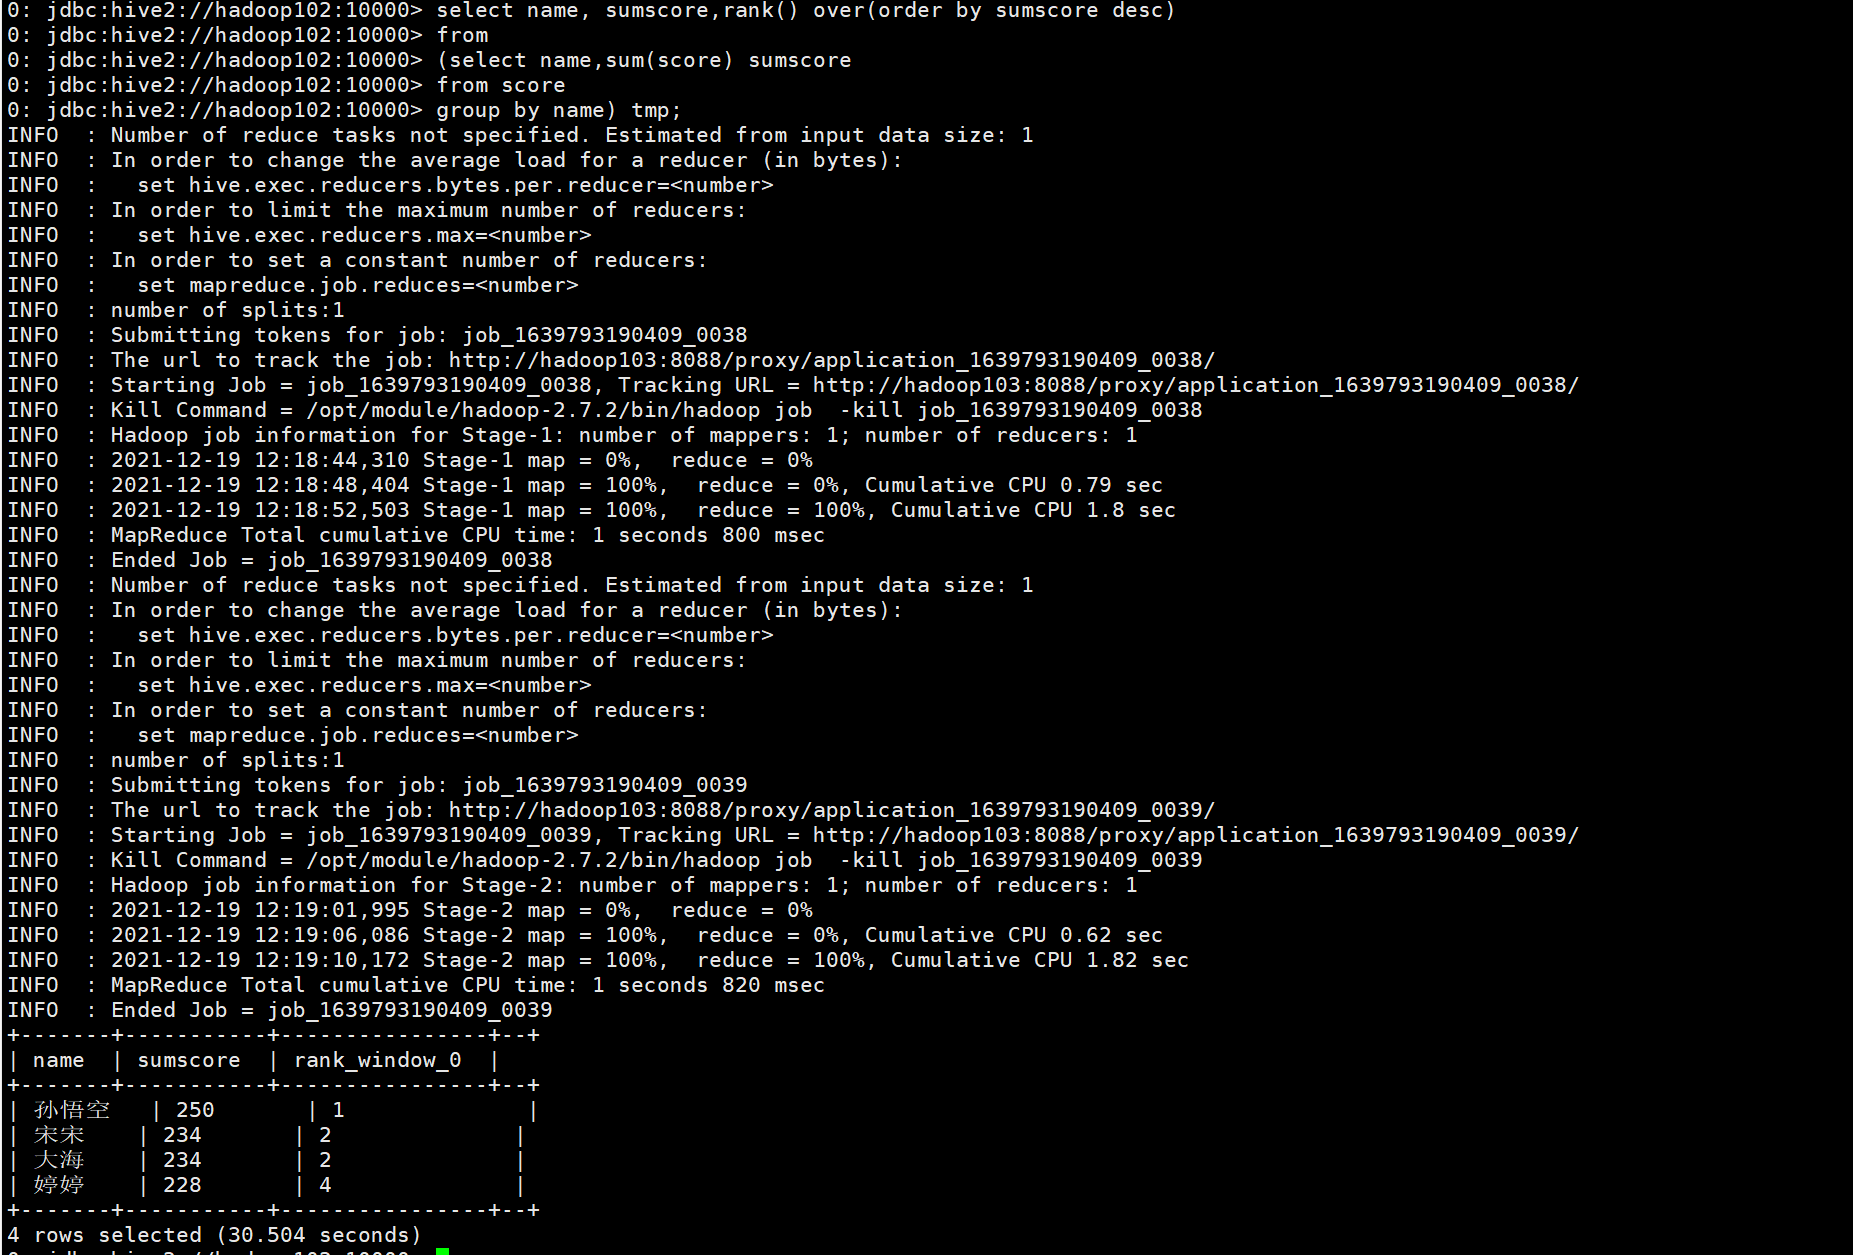 0: jdbc:hive2://hadoop102:10000> select name, sumscore,rank() over(order by sumscore desc)
0: jdbc:hive2://hadoop102:10000> from
0: jdbc:hive2://hadoop102:10000> (select name,sum(score) sumscore
0: jdbc:hive2://hadoop102:10000> from score
0: jdbc:hive2://hadoop102:10000> group by name) tmp;
INFO  : Number of reduce tasks not specified. Estimated from input data size: 1
INFO  : In order to change the average load for a reducer (in bytes):
INFO  :   set hive.exec.reducers.bytes.per.reducer=<number>
INFO  : In order to limit the maximum number of reducers:
INFO  :   set hive.exec.reducers.max=<number>
INFO  : In order to set a constant number of reducers:
INFO  :   set mapreduce.job.reduces=<number>
INFO  : number of splits:1
INFO  : Submitting tokens for job: job_1639793190409_0038
INFO  : The url to track the job: http://hadoop103:8088/proxy/application_1639793190409_0038/
INFO  : Starting Job = job_1639793190409_0038, Tracking URL = http://hadoop103:8088/proxy/application_1639793190409_0038/
INFO  : Kill Command = /opt/module/hadoop-2.7.2/bin/hadoop job  -kill job_1639793190409_0038
INFO  : Hadoop job information for Stage-1: number of mappers: 1; number of reducers: 1
INFO  : 2021-12-19 12:18:44,310 Stage-1 map = 0%,  reduce = 0%
INFO  : 2021-12-19 12:18:48,404 Stage-1 map = 100%,  reduce = 0%, Cumulative CPU 0.79 sec
INFO  : 2021-12-19 12:18:52,503 Stage-1 map = 100%,  reduce = 100%, Cumulative CPU 1.8 sec
INFO  : MapReduce Total cumulative CPU time: 1 seconds 800 msec
INFO  : Ended Job = job_1639793190409_0038
INFO  : Number of reduce tasks not specified. Estimated from input data size: 1
INFO  : In order to change the average load for a reducer (in bytes):
INFO  :   set hive.exec.reducers.bytes.per.reducer=<number>
INFO  : In order to limit the maximum number of reducers:
INFO  :   set hive.exec.reducers.max=<number>
INFO  : In order to set a constant number of reducers:
INFO  :   set mapreduce.job.reduces=<number>
INFO  : number of splits:1
INFO  : Submitting tokens for job: job_1639793190409_0039
INFO  : The url to track the job: http://hadoop103:8088/proxy/application_1639793190409_0039/
INFO  : Starting Job = job_1639793190409_0039, Tracking URL = http://hadoop103:8088/proxy/application_1639793190409_0039/
INFO  : Kill Command = /opt/module/hadoop-2.7.2/bin/hadoop job  -kill job_1639793190409_0039
INFO  : Hadoop job information for Stage-2: number of mappers: 1; number of reducers: 1
INFO  : 2021-12-19 12:19:01,995 Stage-2 map = 0%,  reduce = 0%
INFO  : 2021-12-19 12:19:06,086 Stage-2 map = 100%,  reduce = 0%, Cumulative CPU 0.62 sec
INFO  : 2021-12-19 12:19:10,172 Stage-2 map = 100%,  reduce = 100%, Cumulative CPU 1.82 sec
INFO  : MapReduce Total cumulative CPU time: 1 seconds 820 msec
INFO  : Ended Job = job_1639793190409_0039
+-------+-----------+----------------+--+
| name  | sumscore  | rank_window_0  |
+-------+-----------+----------------+--+
| 孙悟空   | 250       | 1              |
| 宋宋    | 234       | 2              |
| 大海    | 234       | 2              |
| 婷婷    | 228       | 4              |
+-------+-----------+----------------+--+
4 rows selected (30.504 seconds)
0: jdbc:hive2://hadoop102:10000>